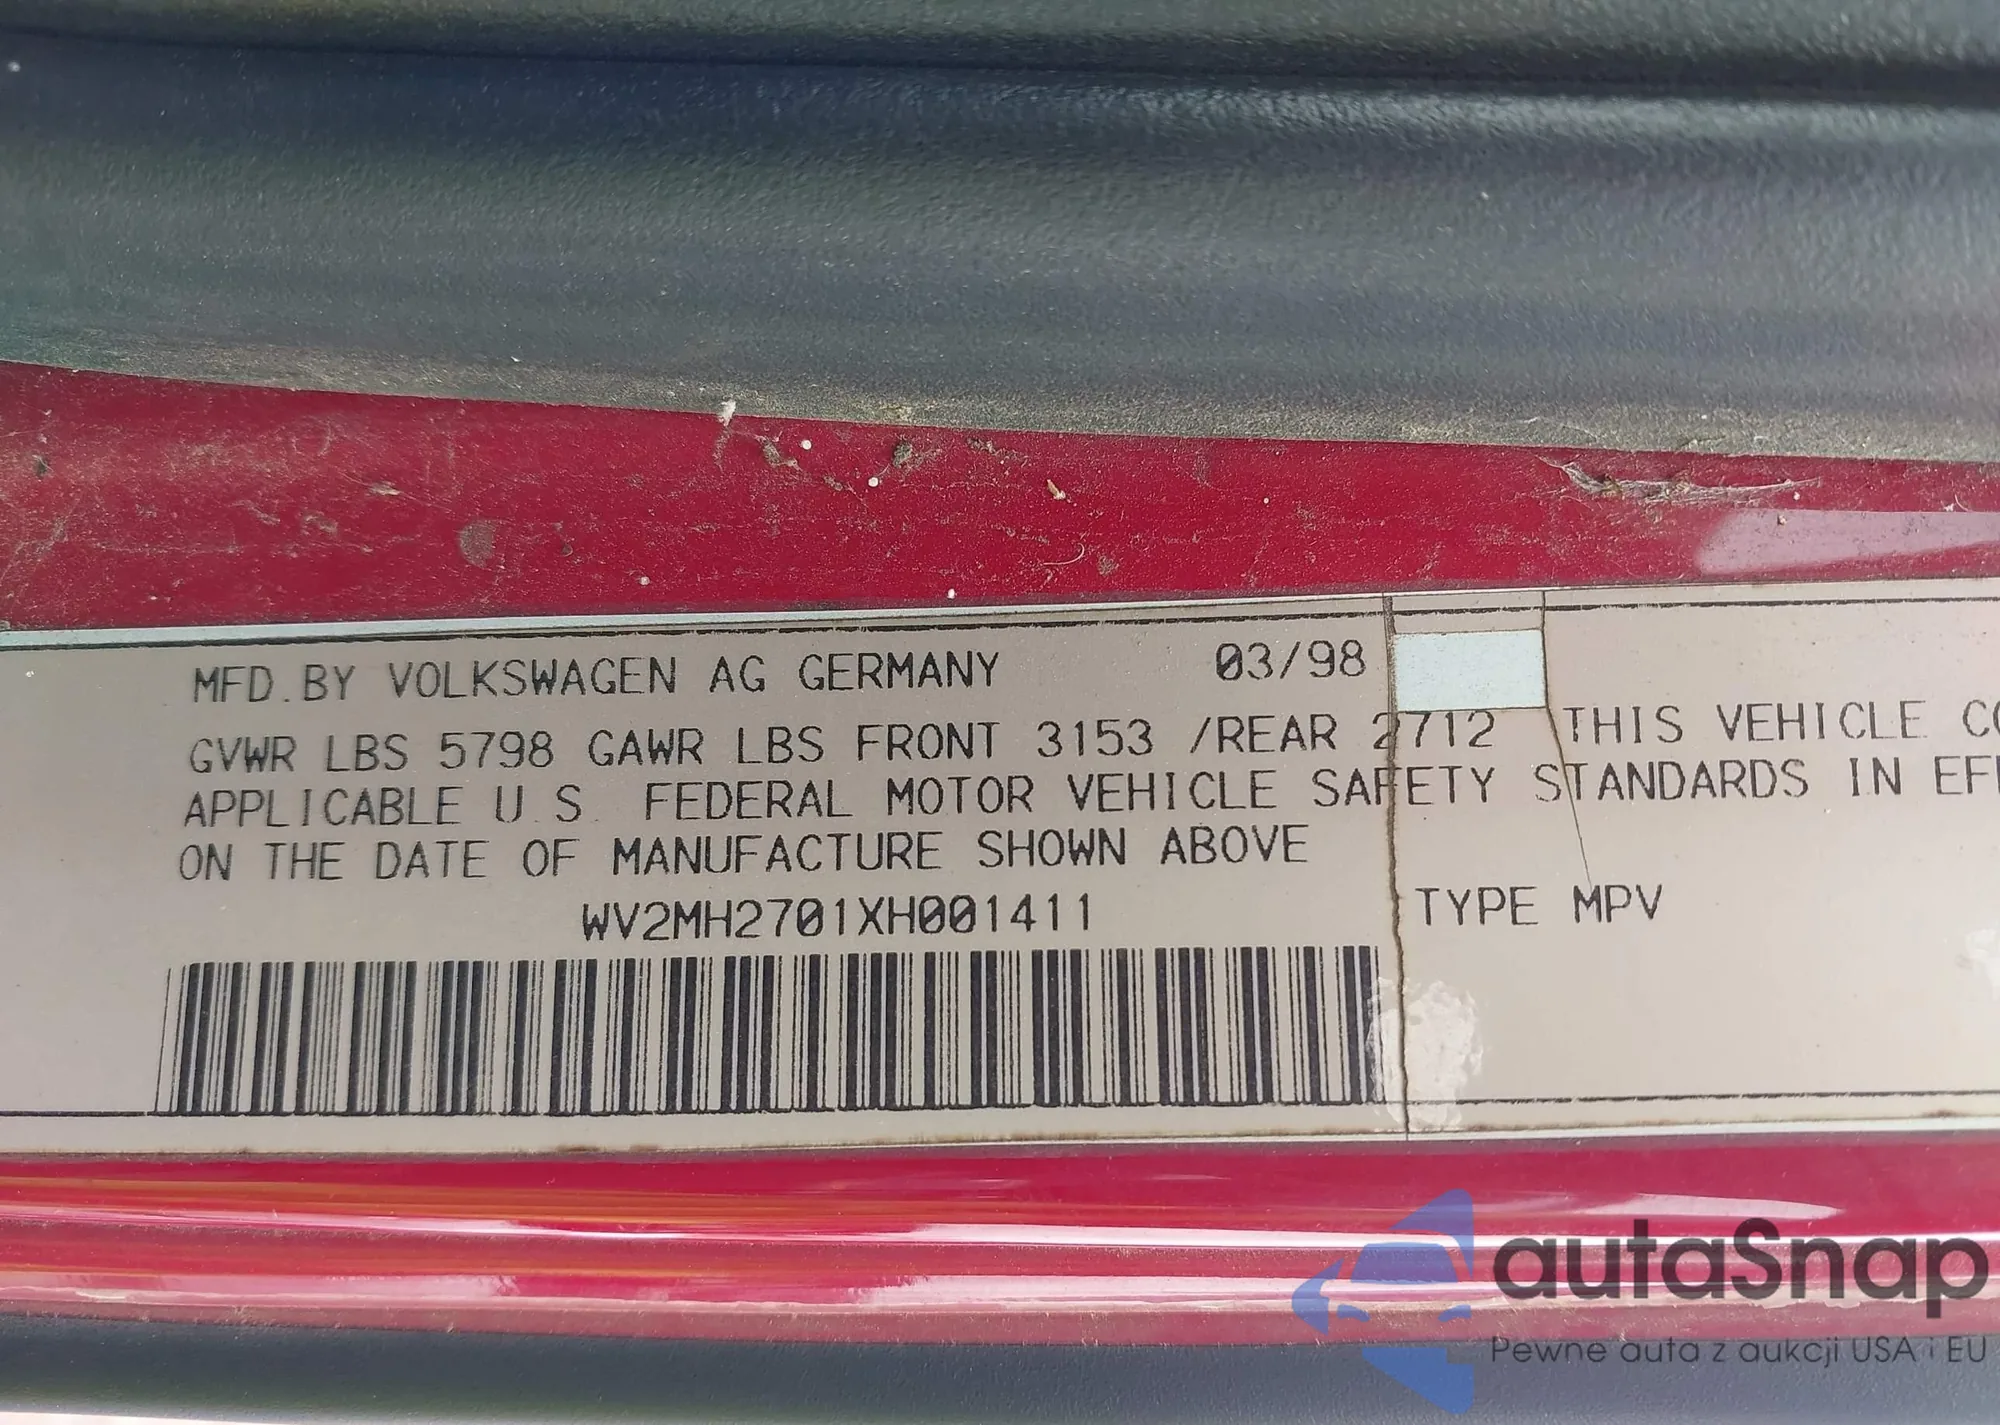 MFD.BY VOLKSWAGEN AG GERMANY 03/98
GVWR LBS 5798 GAWR LBS FRONT 3153 /REAR 2712 THIS VEHICLE
APPLICABLE U.S. FEDERAL MOTOR VEHICLE SAFETY STANDARDS IN
ON THE DATE OF MANUFACTURE SHOWN ABOVE
WV2MH2701XH001411 TYPE MPV
autaSnap
Pewne auta z aukcji USA i EU